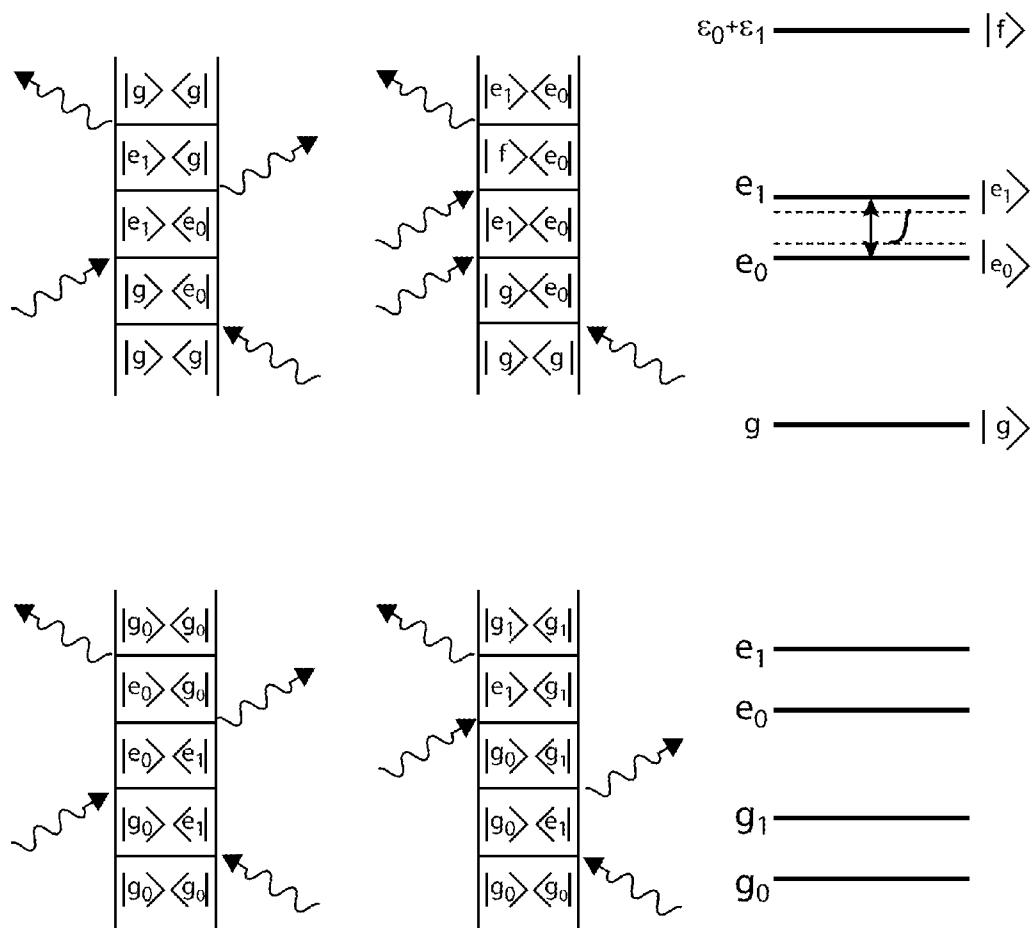 |g> <g|
|e₁> <g|
|e₁> <e₀|
|g> <e₀|
|g> <g|
|e₁> <e₀|
|f> <e₀|
|e₁> <e₀|
|g> <e₀|
|g> <g|
ε₀+ε₁ |f>
e₁ |e₁>
e₀ |e₀>
g |g>
|g₀> <g₀|
|e₀> <g₀|
|e₀> <e₁|
|g₀> <e₁|
|g₀> <g₀|
|g₁> <g₁|
|e₁> <g₁|
|g₀> <g₁|
|g₀> <e₁|
|g₀> <g₀|
e₁
e₀
g₁
g₀